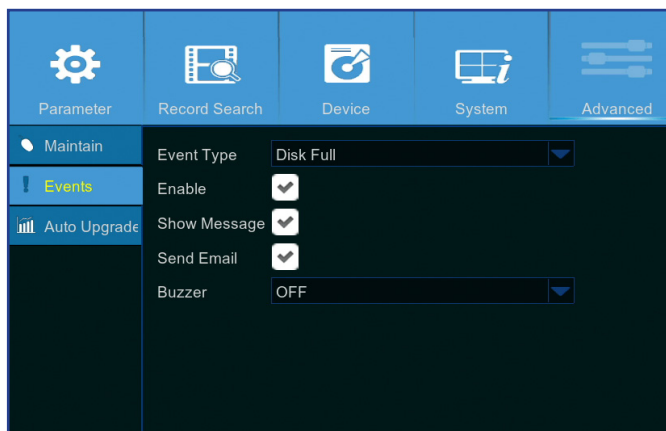 Parameter Record Search Device System Advanced
Maintain
Events
Auto Upgrade
Event Type Disk Full
Enable
Show Message
Send Email
Buzzer OFF